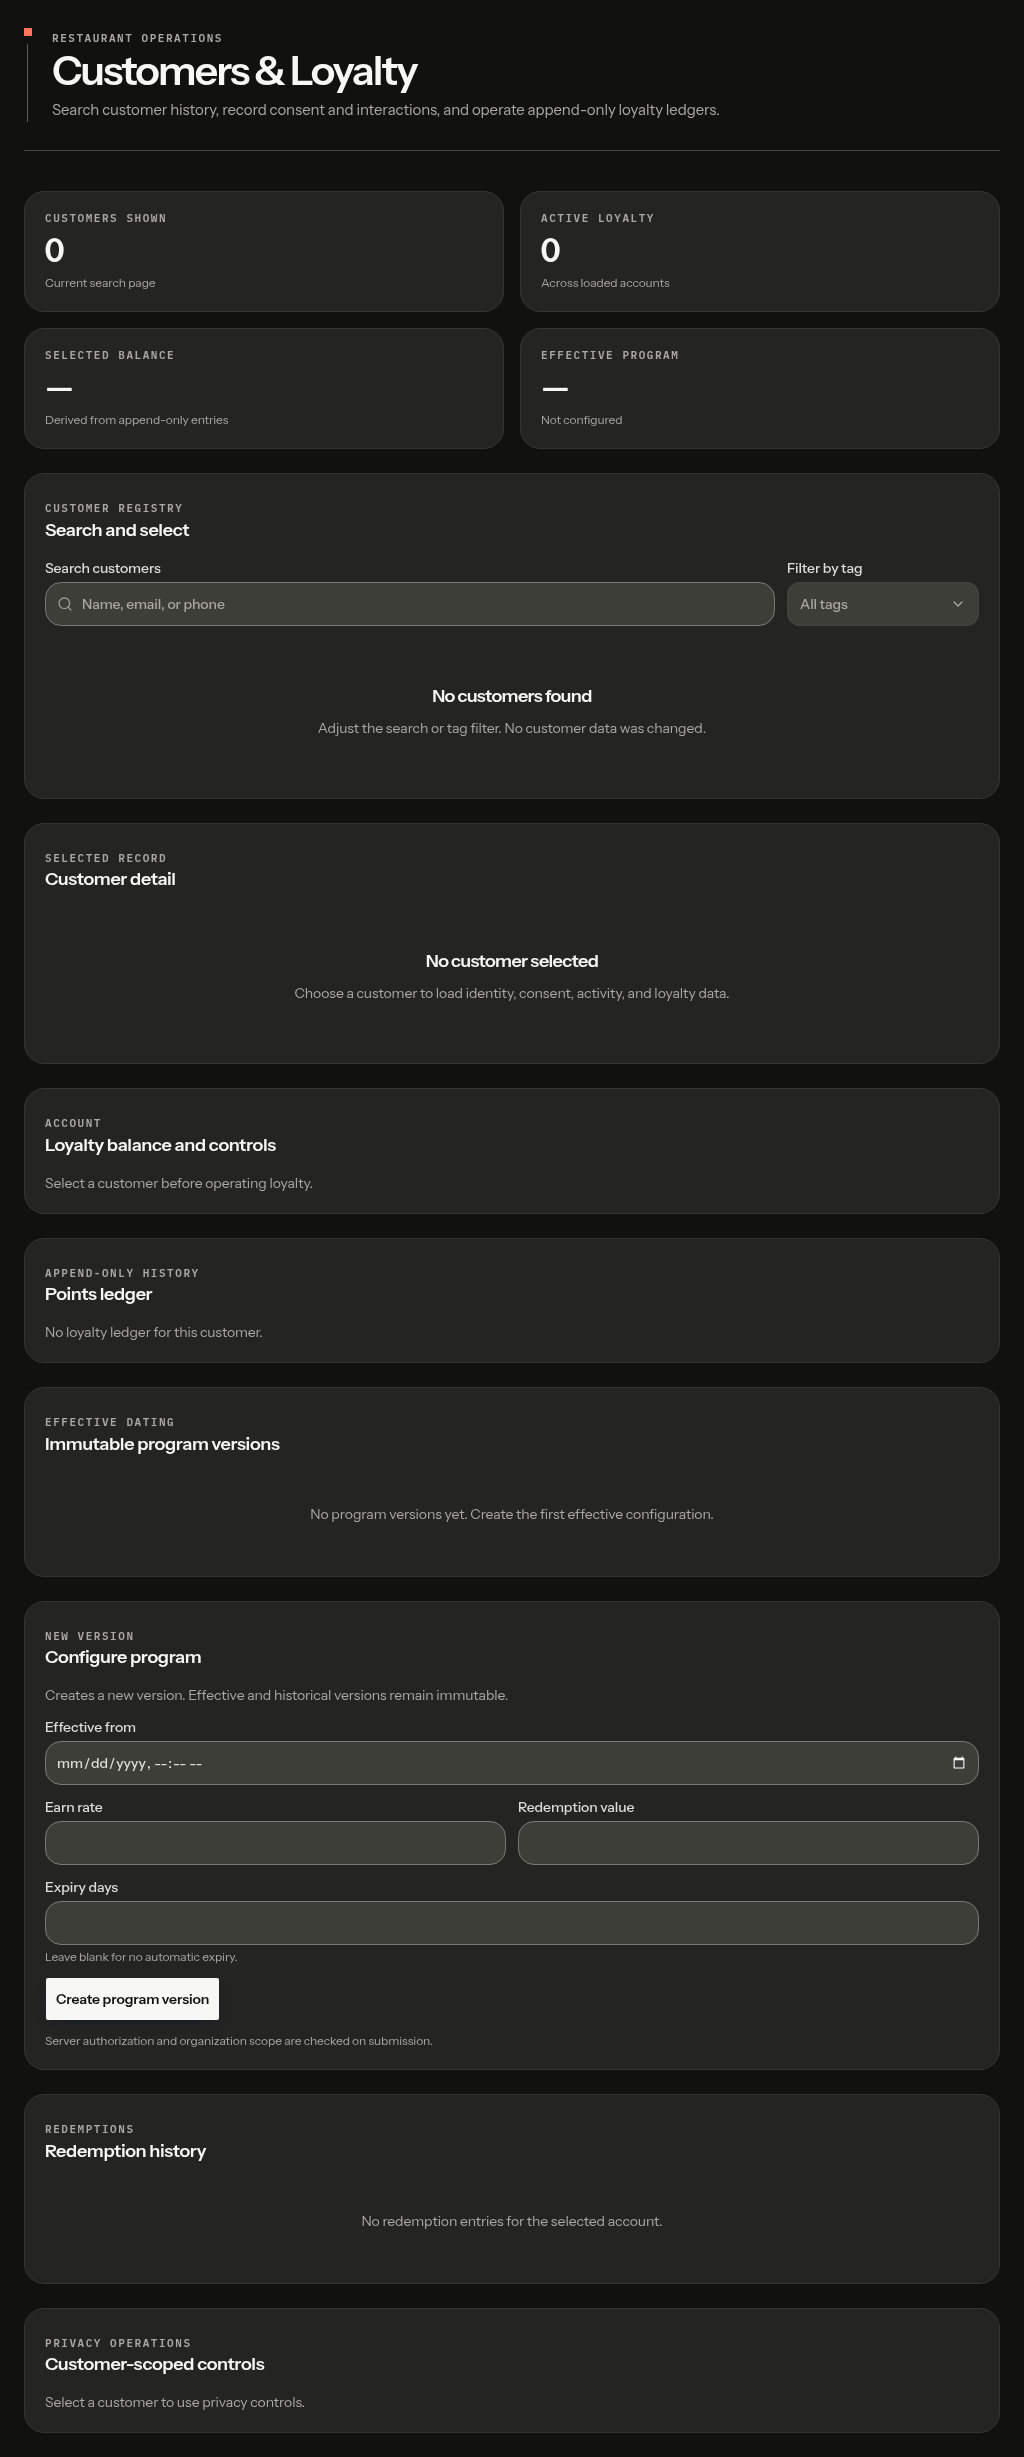 RESTAURANT OPERATIONS
Customers & Loyalty
Search customer history, record consent and interactions, and operate append-only loyalty ledgers.
CUSTOMERS SHOWN
0
Current search page
ACTIVE LOYALTY
0
Across loaded accounts
SELECTED BALANCE
—
Derived from append-only entries
EFFECTIVE PROGRAM
—
Not configured
CUSTOMER REGISTRY
Search and select
Search customers
Name, email, or phone
Filter by tag
All tags
No customers found
Adjust the search or tag filter. No customer data was changed.
SELECTED RECORD
Customer detail
No customer selected
Choose a customer to load identity, consent, activity, and loyalty data.
ACCOUNT
Loyalty balance and controls
Select a customer before operating loyalty.
APPEND-ONLY HISTORY
Points ledger
No loyalty ledger for this customer.
EFFECTIVE DATING
Immutable program versions
No program versions yet. Create the first effective configuration.
NEW VERSION
Configure program
Creates a new version. Effective and historical versions remain immutable.
Effective from
mm/dd/yyyy, --:-- --
Earn rate
Redemption value
Expiry days
Leave blank for no automatic expiry.
Create program version
Server authorization and organization scope are checked on submission.
REDEMPTIONS
Redemption history
No redemption entries for the selected account.
PRIVACY OPERATIONS
Customer-scoped controls
Select a customer to use privacy controls.